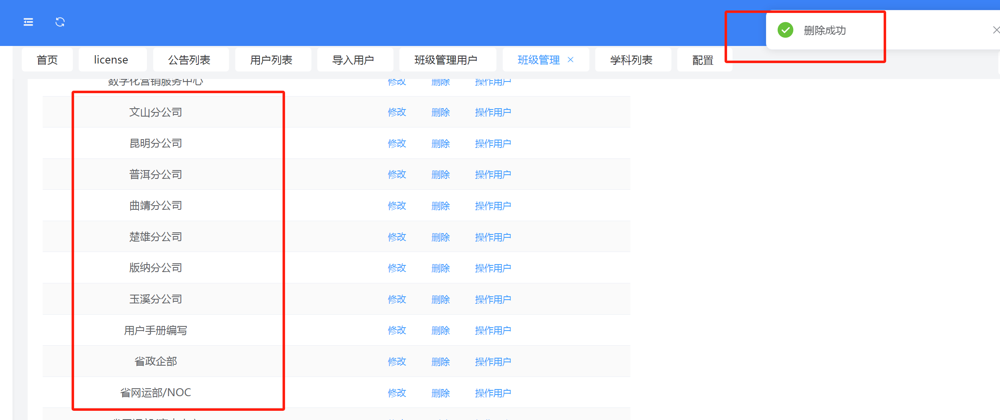 删除成功
首页 license 公告列表 用户列表 导入用户 班级管理用户 班级管理 学科列表 配置
数字化营销服务中心 修改 删除 操作用户
文山分公司 修改 删除 操作用户
昆明分公司 修改 删除 操作用户
普洱分公司 修改 删除 操作用户
曲靖分公司 修改 删除 操作用户
楚雄分公司 修改 删除 操作用户
版纳分公司 修改 删除 操作用户
玉溪分公司 修改 删除 操作用户
用户手册编写 修改 删除 操作用户
省政企部 修改 删除 操作用户
省网运部/NOC 修改 删除 操作用户